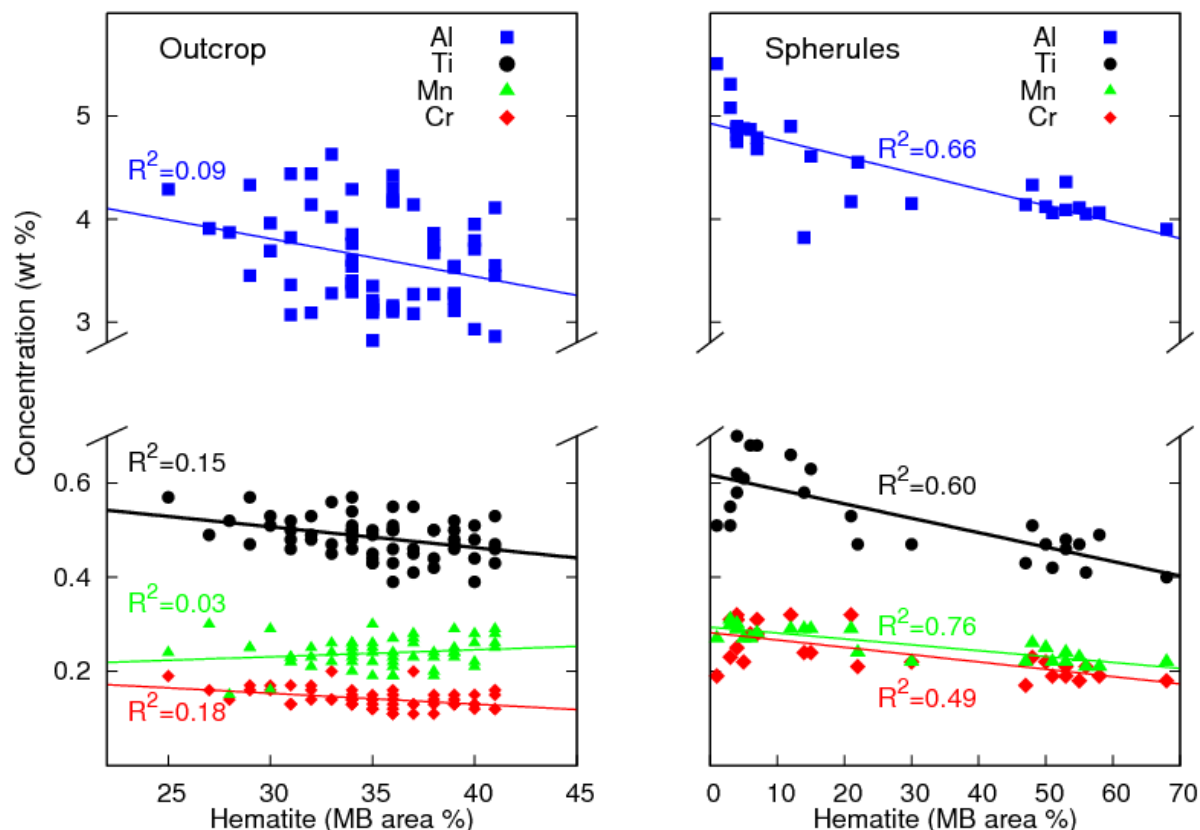 Concentration (wt %)
Outcrop
Al
Ti
Mn
Cr
5
4
3
0.6
0.4
0.2
R²=0.09
R²=0.15
R²=0.03
R²=0.18
25 30 35 40 45
Hematite (MB area %)
Spherules
Al
Ti
Mn
Cr
R²=0.66
R²=0.60
R²=0.76
R²=0.49
0 10 20 30 40 50 60 70
Hematite (MB area %)